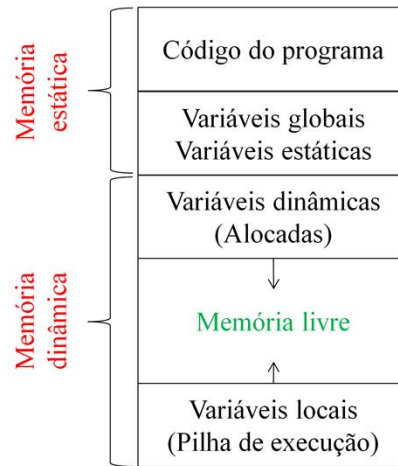 Memória
estática
Código do programa
Variáveis globais
Variáveis estáticas
Memória
dinâmica
Variáveis dinâmicas
(Alocadas)
Memória livre
Variáveis locais
(Pilha de execução)